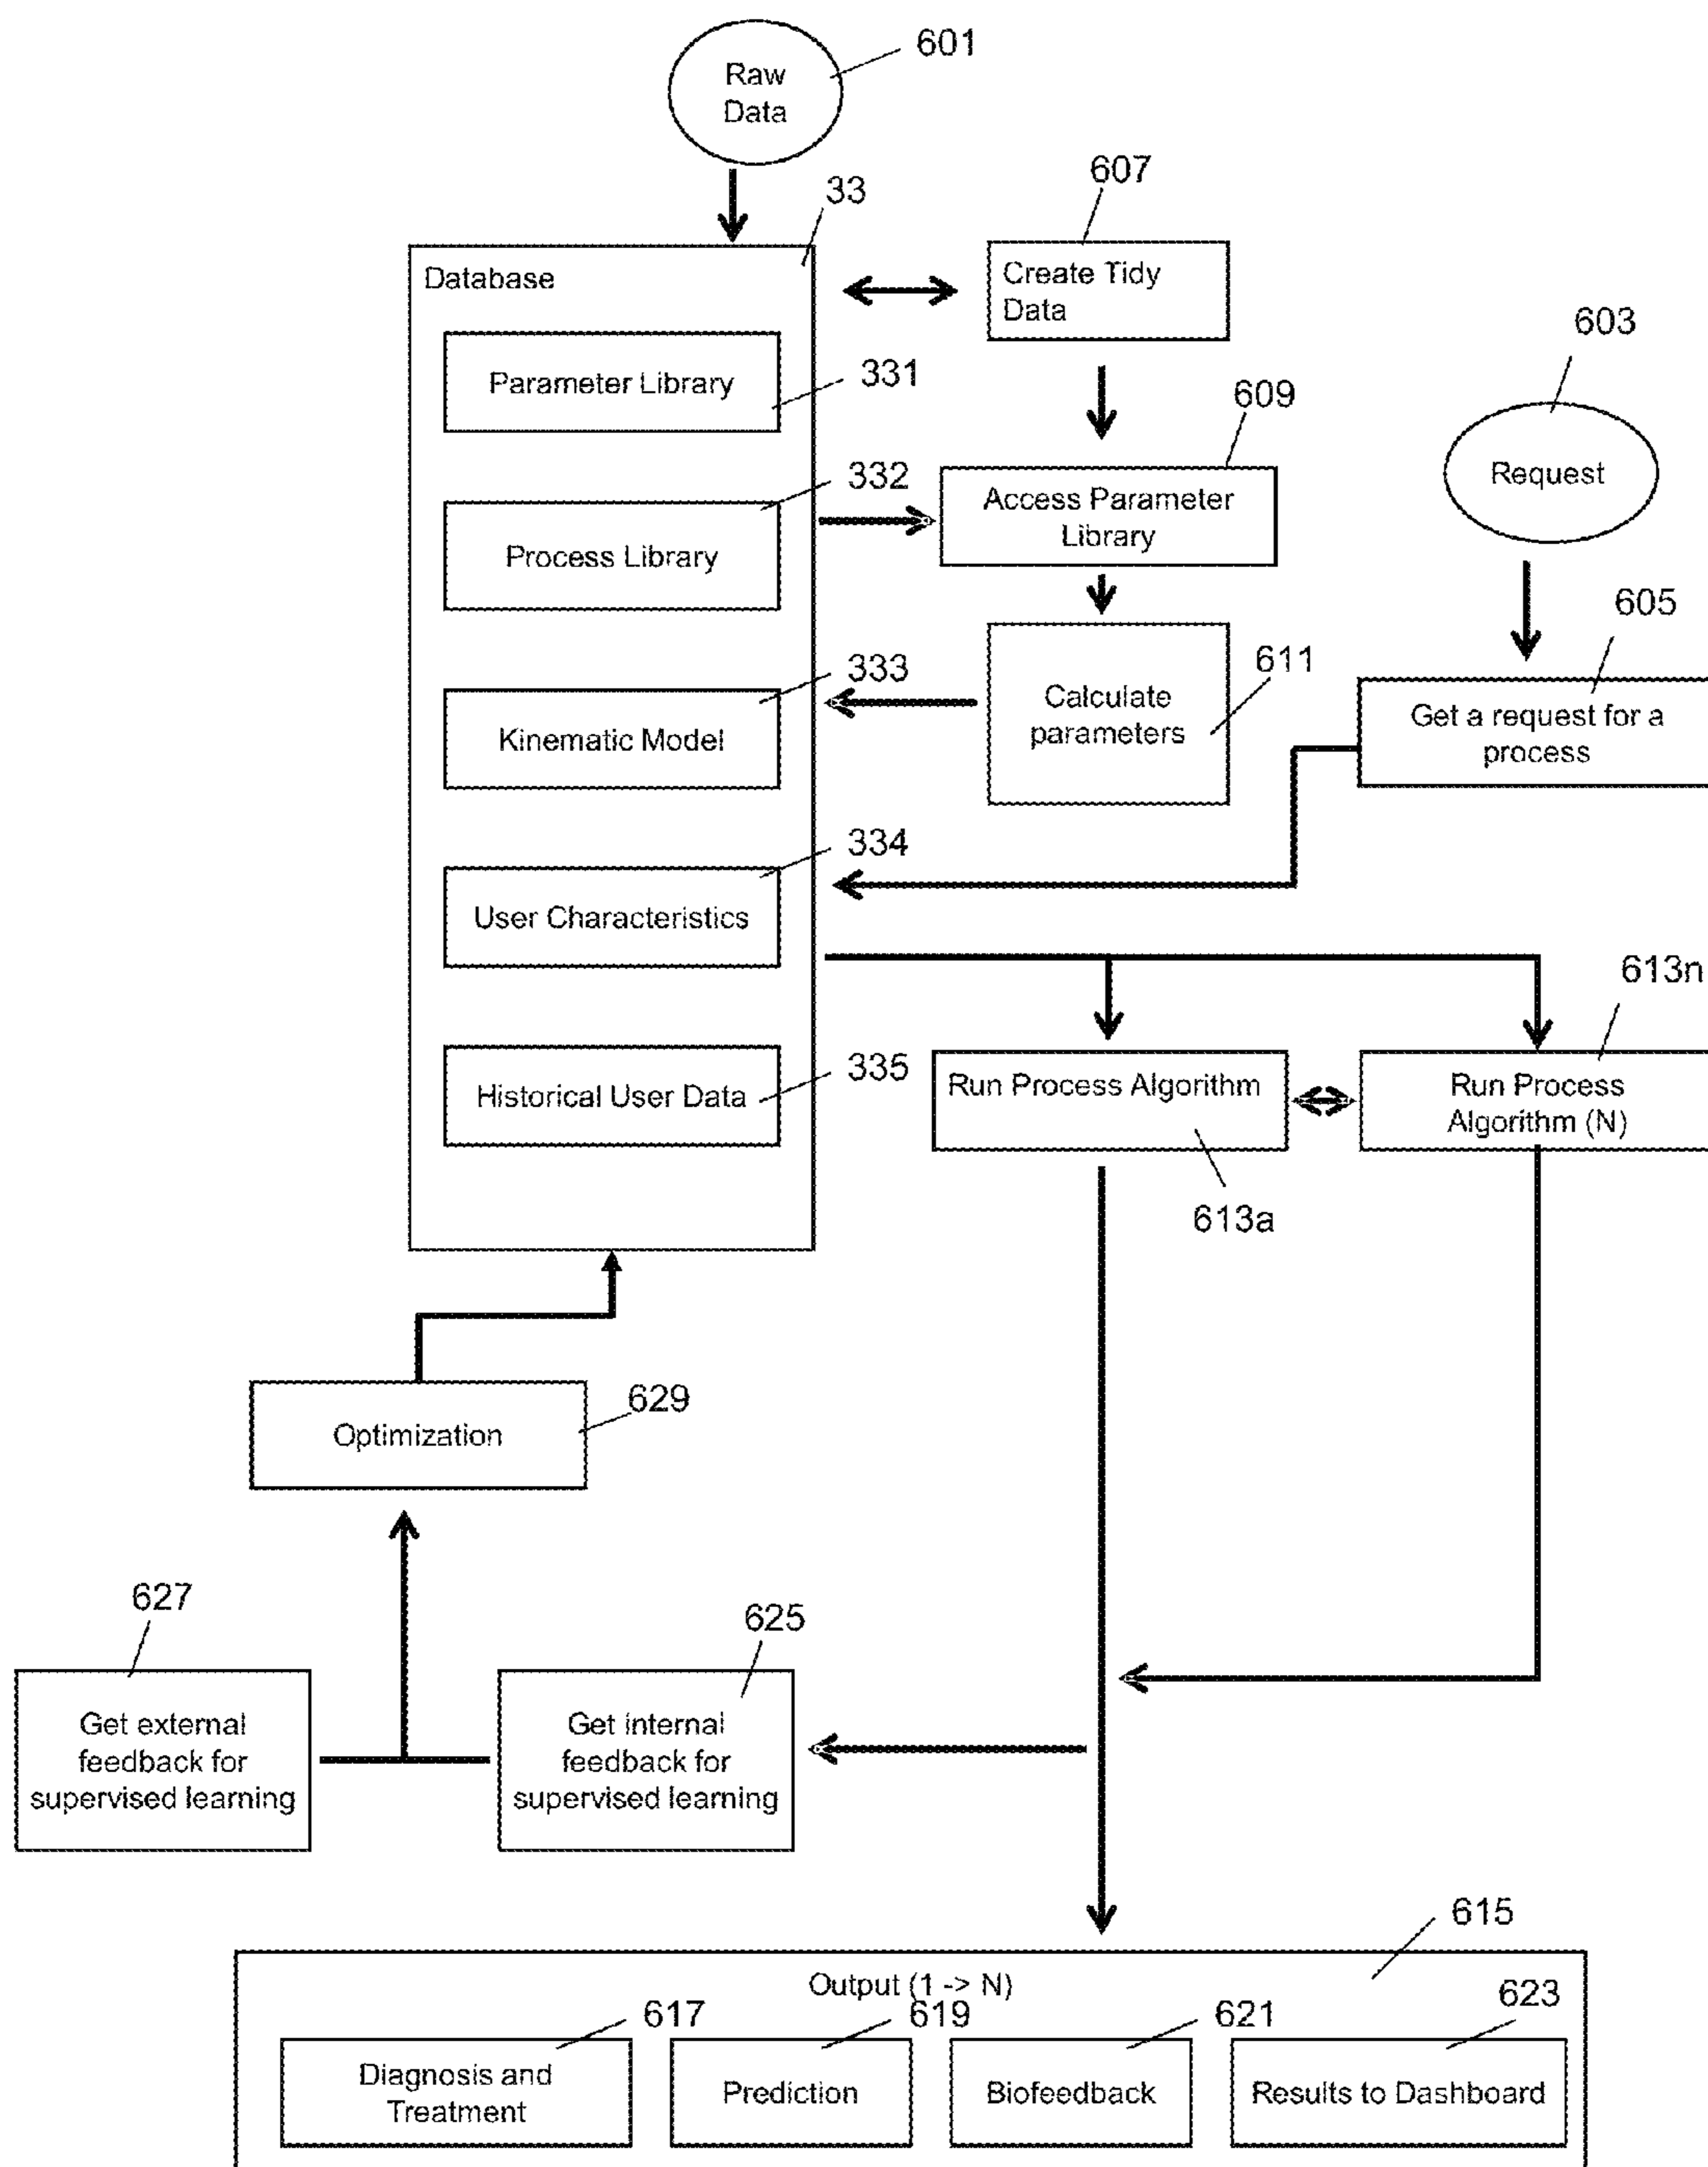 601
Raw
Data
607
33
Database
Create Tidy
Data
603
Parameter Library
331
609
332
Access Parameter
Library
Request
Process Library
605
333
611
Kinematic Model
Calculate
parameters
Get a request for a
process
334
User Characteristics
613n
335
Historical User Data
Run Process Algorithm
Run Process
Algorithm (N)
613a
629
Optimization
627
625
Get external
feedback for
supervised learning
Get internal
feedback for
supervised learning
615
Output (1 -> N)
617
619
621
623
Diagnosis and
Treatment
Prediction
Biofeedback
Results to Dashboard